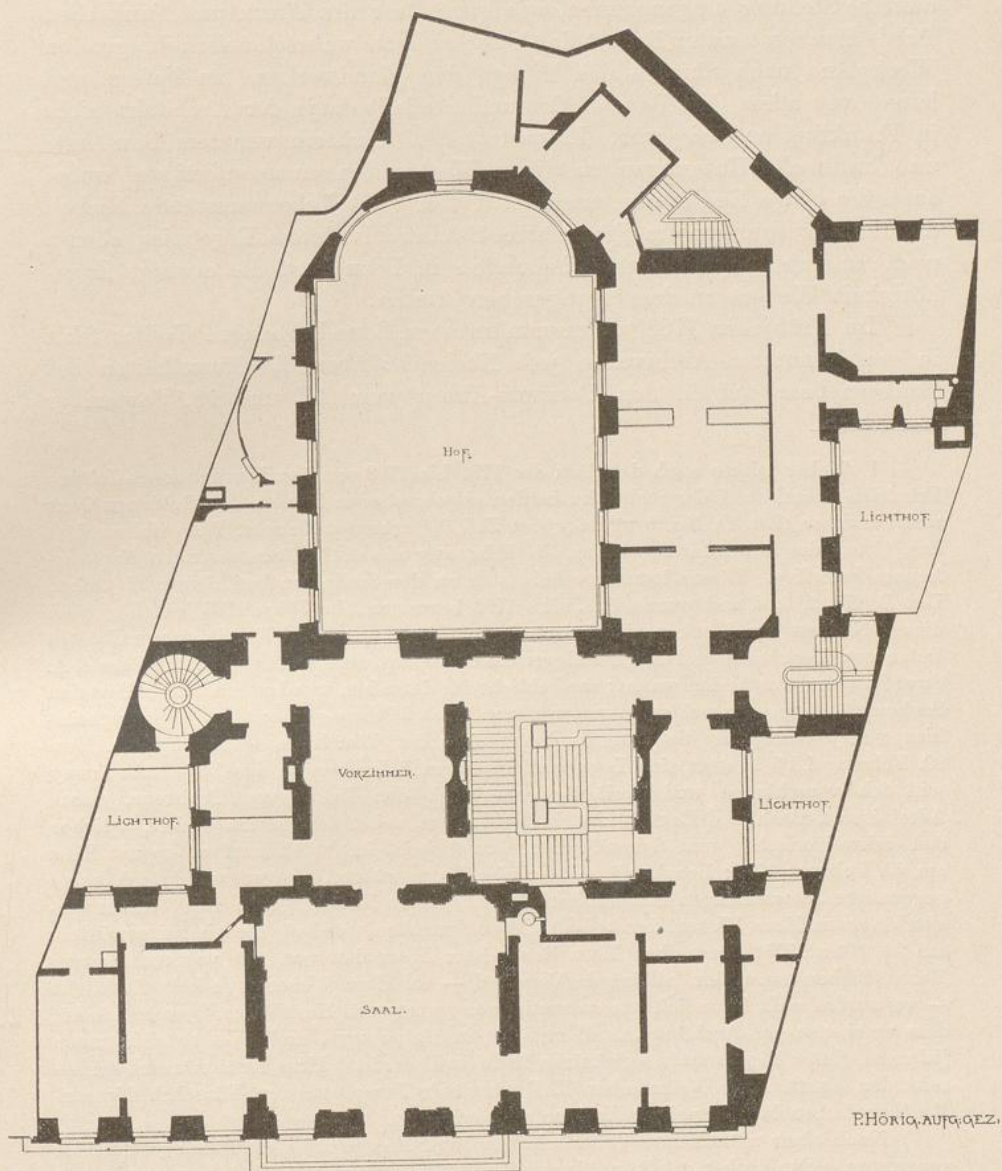 HOF.
LICHTHOF.
VORZIMMER.
LICHTHOF.
LICHTHOF.
SAAL.
P. HÖRIG. AUFG: GEZ.